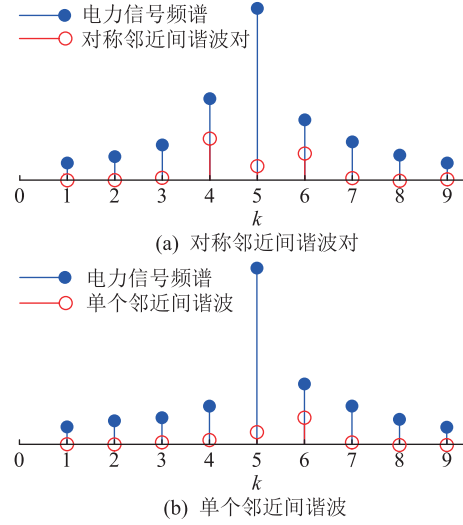 电力信号频谱
对称邻近间谐波对
0 1 2 3 4 5 6 7 8 9
k
(a) 对称邻近间谐波对
电力信号频谱
单个邻近间谐波
0 1 2 3 4 5 6 7 8 9
k
(b) 单个邻近间谐波